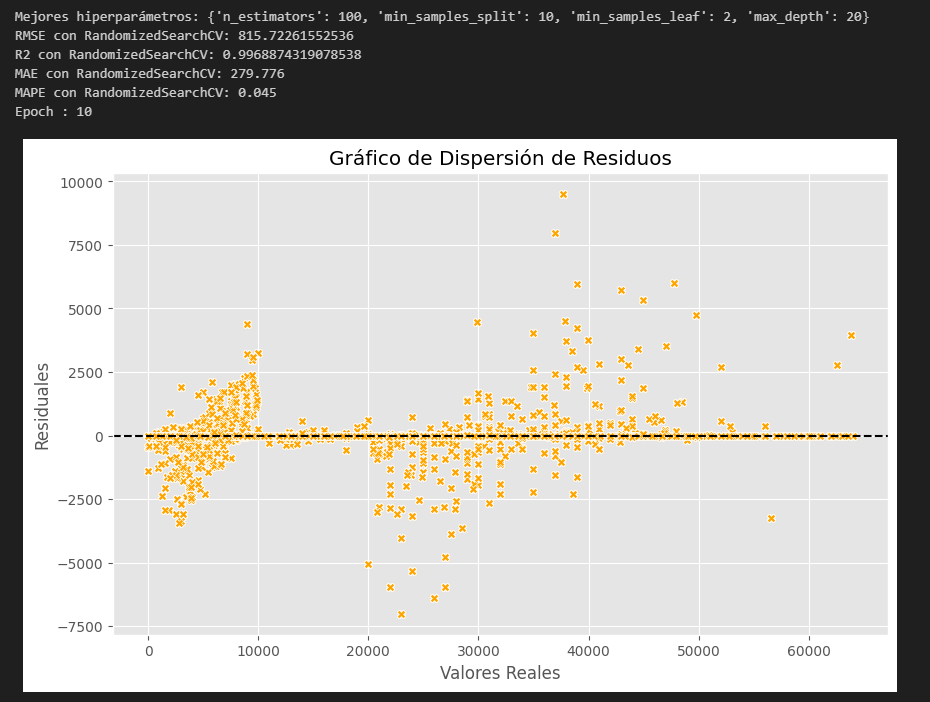 Mejores hiperparámetros: {'n_estimators': 100, 'min_samples_split': 10, 'min_samples_leaf': 2, 'max_depth': 20}
RMSE con RandomizedSearchCV: 815.72261552536
R2 con RandomizedSearchCV: 0.9968874319078538
MAE con RandomizedSearchCV: 279.776
MAPE con RandomizedSearchCV: 0.045
Epoch : 10
Gráfico de Dispersión de Residuos
10000
7500
5000
2500
0
−2500
−5000
−7500
Residuales
0 10000 20000 30000 40000 50000 60000
Valores Reales